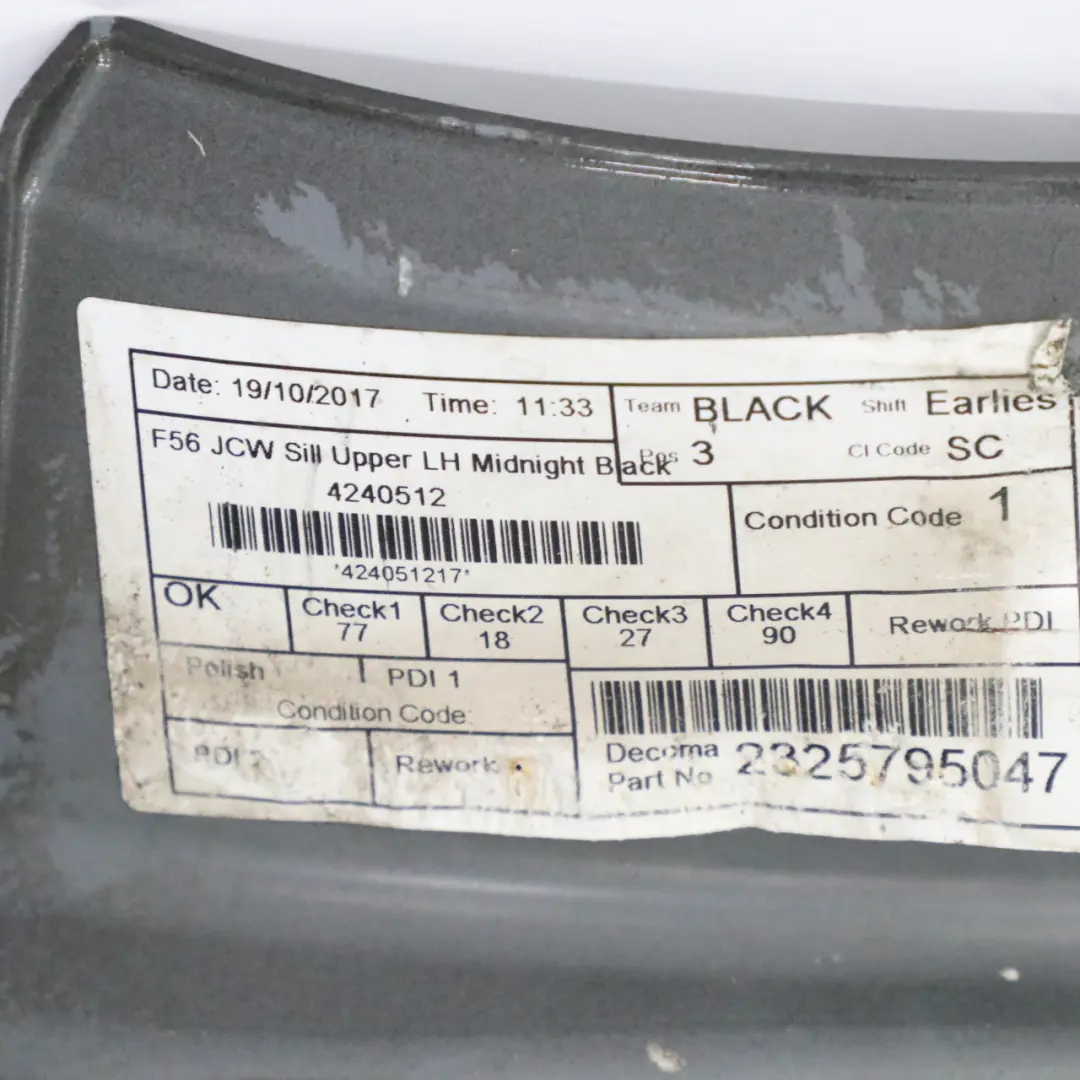 Date: 19/10/2017 Time: 11:33 Team BLACK Shift Earlies
F56 JCW Sill Upper LH Midnight Black Pos 3 CI Code SC
4240512
Condition Code 1
*424051217*
OK Check1 Check2 Check3 Check4 Rework PDI
77 18 27 90
Polish PDI 1
Condition Code
PDI 2 Rework
Decoma
Part No 2325795047